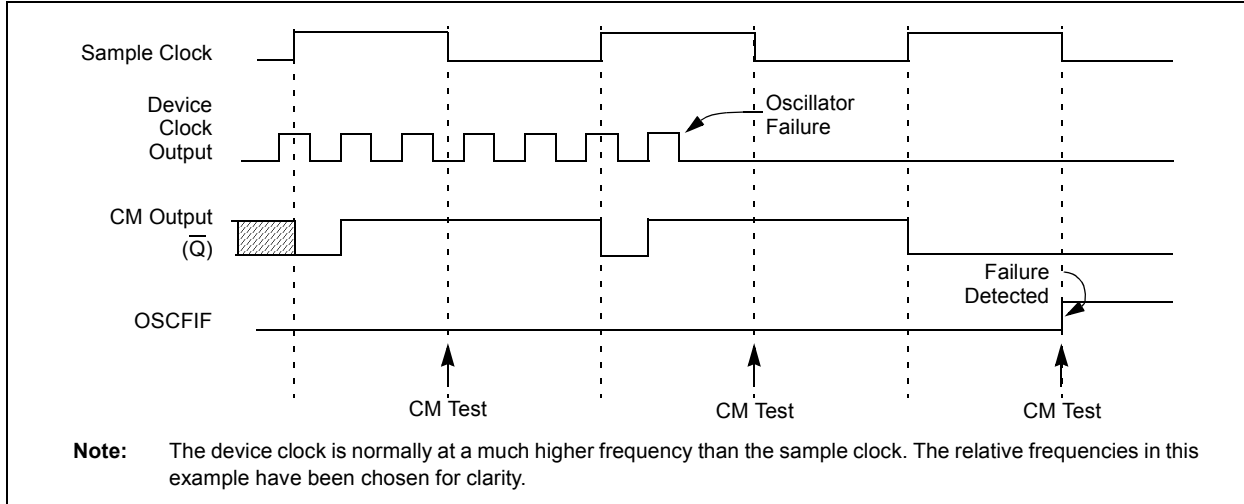 Sample Clock
Device
Clock
Output
Oscillator
Failure
CM Output
(Q̅)
Failure
Detected
OSCFIF
CM Test
CM Test
CM Test
Note: The device clock is normally at a much higher frequency than the sample clock. The relative frequencies in this
example have been chosen for clarity.